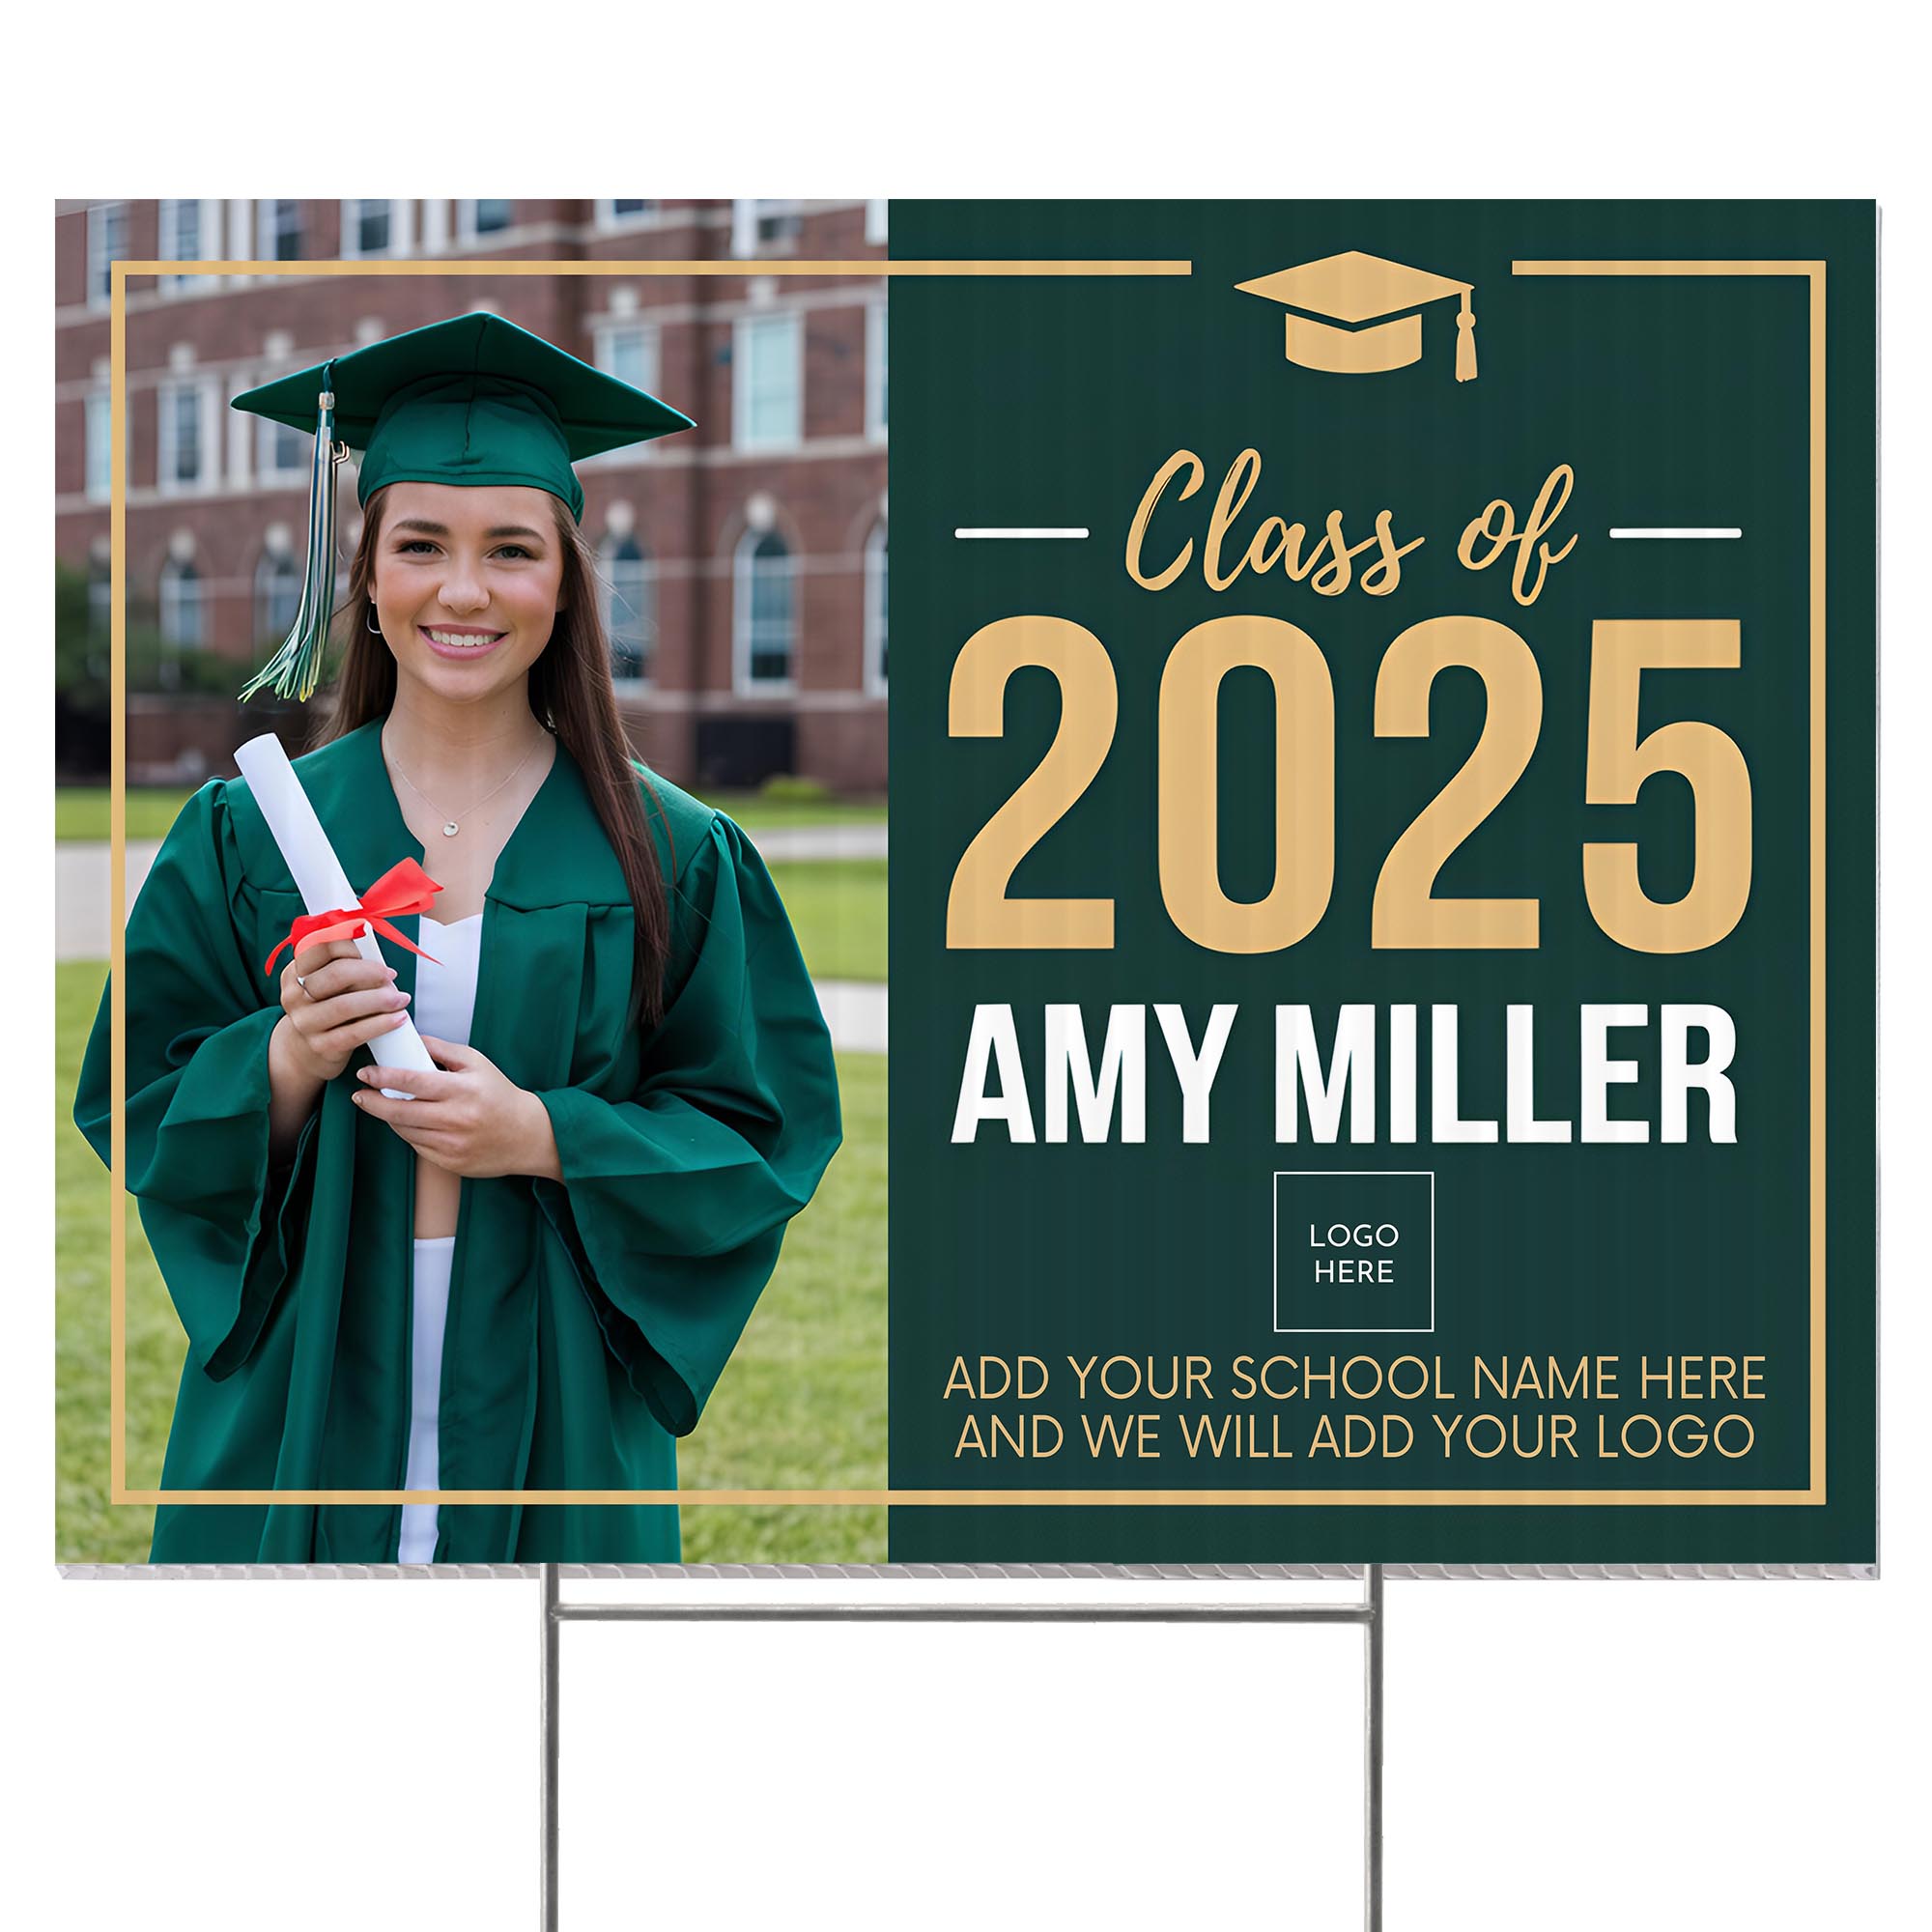 Class of
2025
AMY MILLER
LOGO
HERE
ADD YOUR SCHOOL NAME HERE
AND WE WILL ADD YOUR LOGO